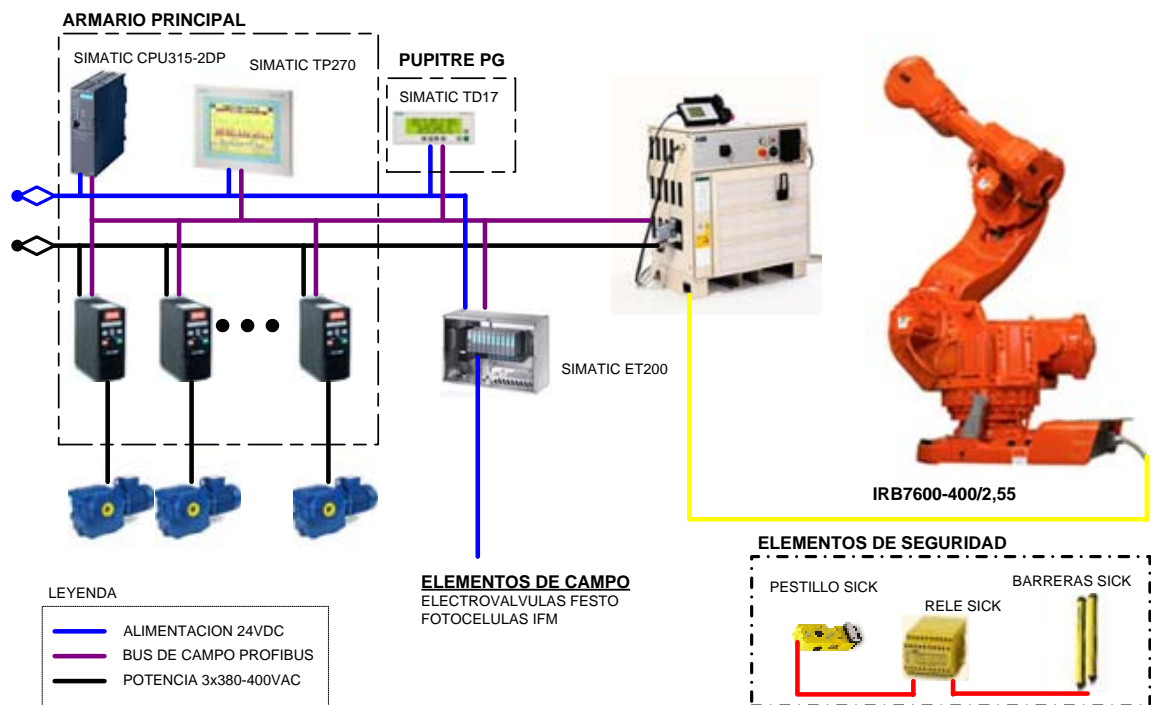 ARMARIO PRINCIPAL
SIMATIC CPU315-2DP
SIMATIC TP270
PUPITRE PG
SIMATIC TD17
SIMATIC ET200
IRB7600-400/2,55
ELEMENTOS DE CAMPO
ELECTROVALVULAS FESTO
FOTOCELULAS IFM
ELEMENTOS DE SEGURIDAD
PESTILLO SICK
RELE SICK
BARRERAS SICK
LEYENDA
ALIMENTACION 24VDC
BUS DE CAMPO PROFIBUS
POTENCIA 3x380-400VAC